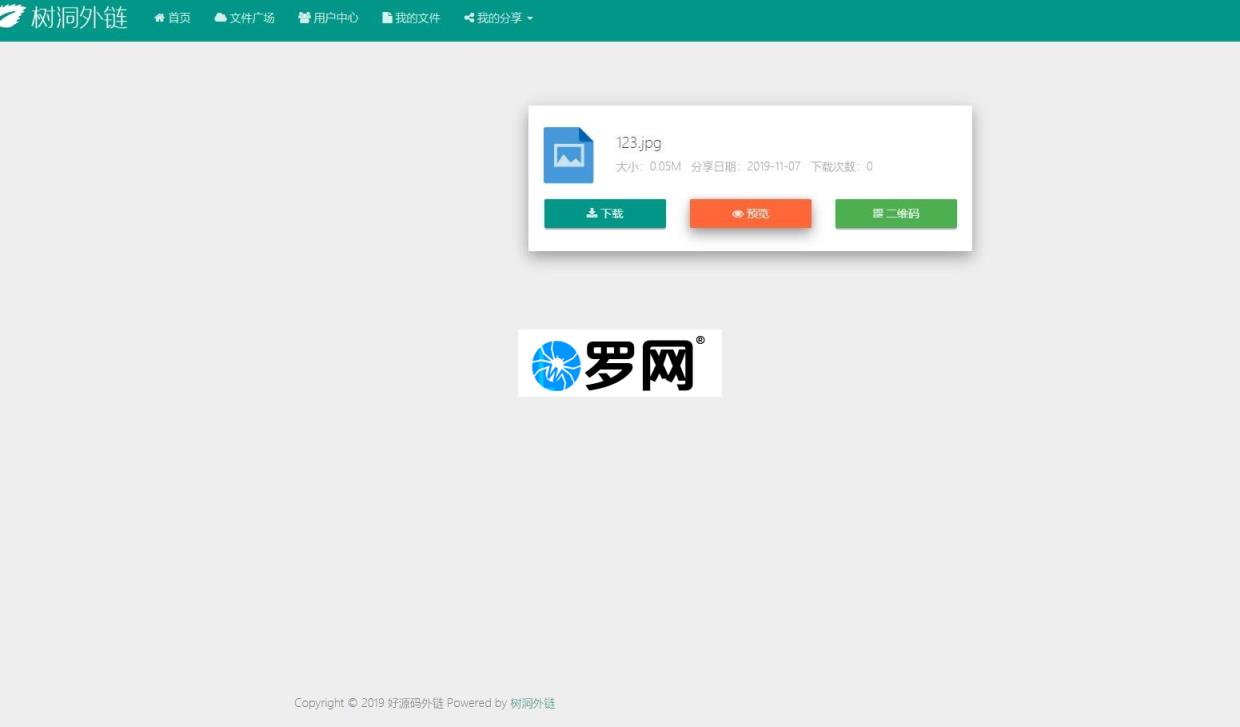 树洞外链 首页 文件广场 用户中心 我的文件 我的分享
123.jpg
大小：0.05M 分享日期：2019-11-07 下载次数：0
下载 预览 二维码
罗网®
Copyright © 2019 好源码外链 Powered by 树洞外链